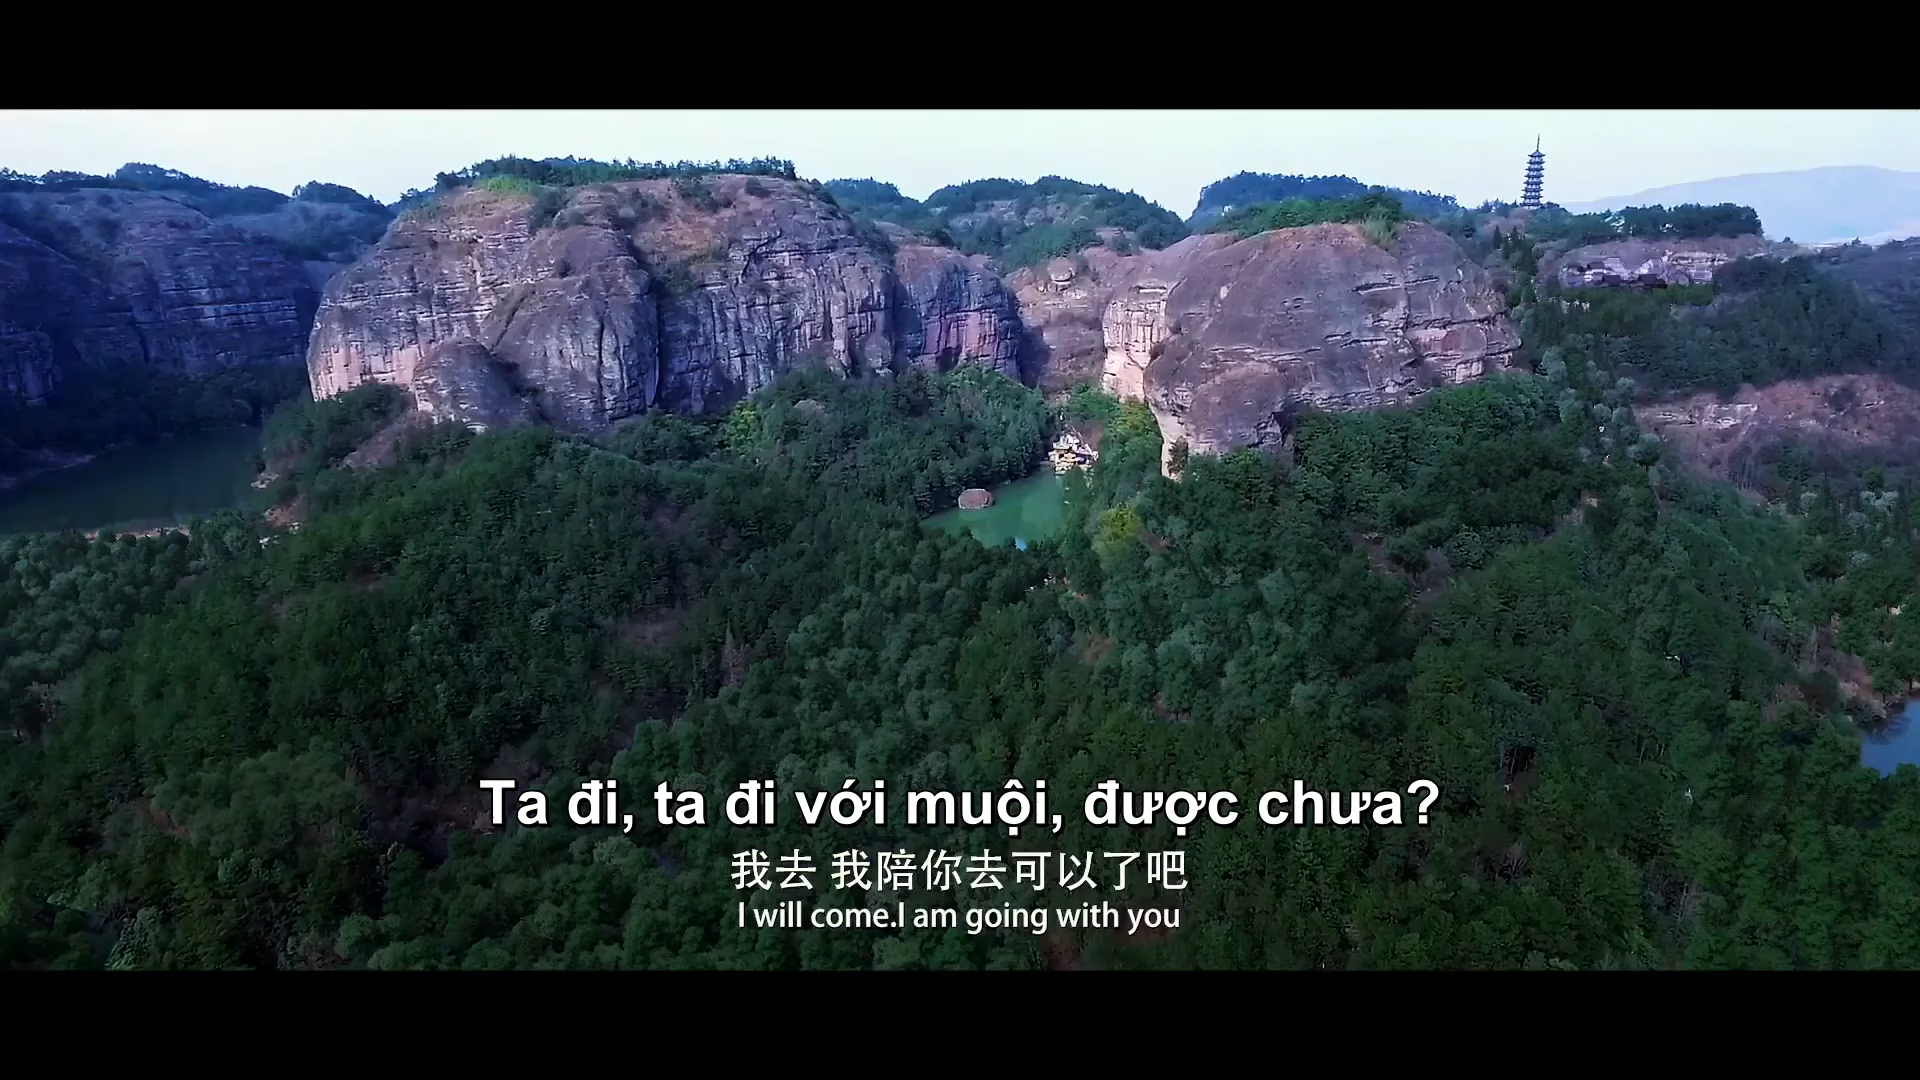 Ta đi, ta đi với muội, được chưa?
我去 我陪你去可以了吧
I will come.I am going with you